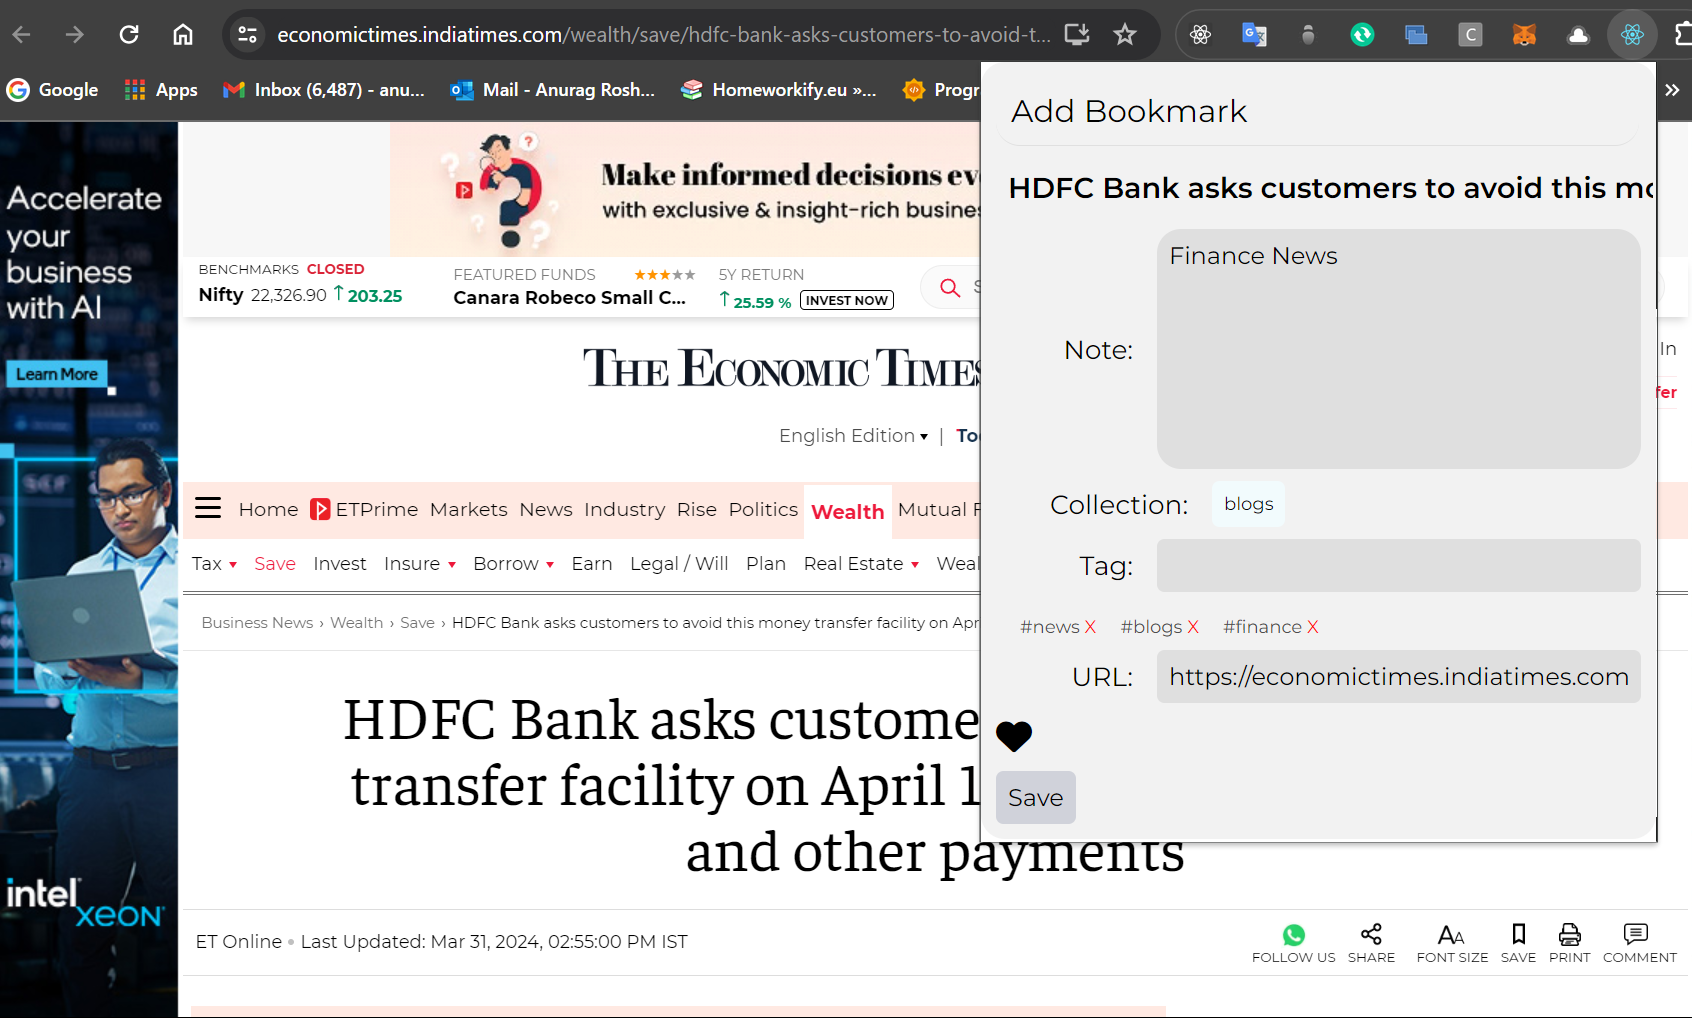 economictimes.indiatimes.com/wealth/save/hdfc-bank-asks-customers-to-avoid-t...
Google
Apps
Inbox (6,487) - anu...
Mail - Anurag Rosh...
Homeworkify.eu »...
Progr
Accelerate
your
business
with AI
Learn More
intel
xeon
Make informed decisions ev
with exclusive & insight-rich busine
BENCHMARKS CLOSED
Nifty 22,326.90 ↑ 203.25
FEATURED FUNDS ★★★★★
Canara Robeco Small C...
5Y RETURN
↑ 25.59 % INVEST NOW
S
THE ECONOMIC TIMES
English Edition ▾ | To
In
fer
Home ETPrime Markets News Industry Rise Politics Wealth Mutual F
Tax Save Invest Insure Borrow Earn Legal / Will Plan Real Estate Weal
Business News › Wealth › Save › HDFC Bank asks customers to avoid this money transfer facility on Apr
HDFC Bank asks custome
transfer facility on April 1
and other payments
ET Online • Last Updated: Mar 31, 2024, 02:55:00 PM IST
FOLLOW US
SHARE
FONT SIZE
SAVE
PRINT
COMMENT
Add Bookmark
HDFC Bank asks customers to avoid this mo
Note:
Finance News
Collection: blogs
Tag:
#news X #blogs X #finance X
URL: https://economictimes.indiatimes.com
Save